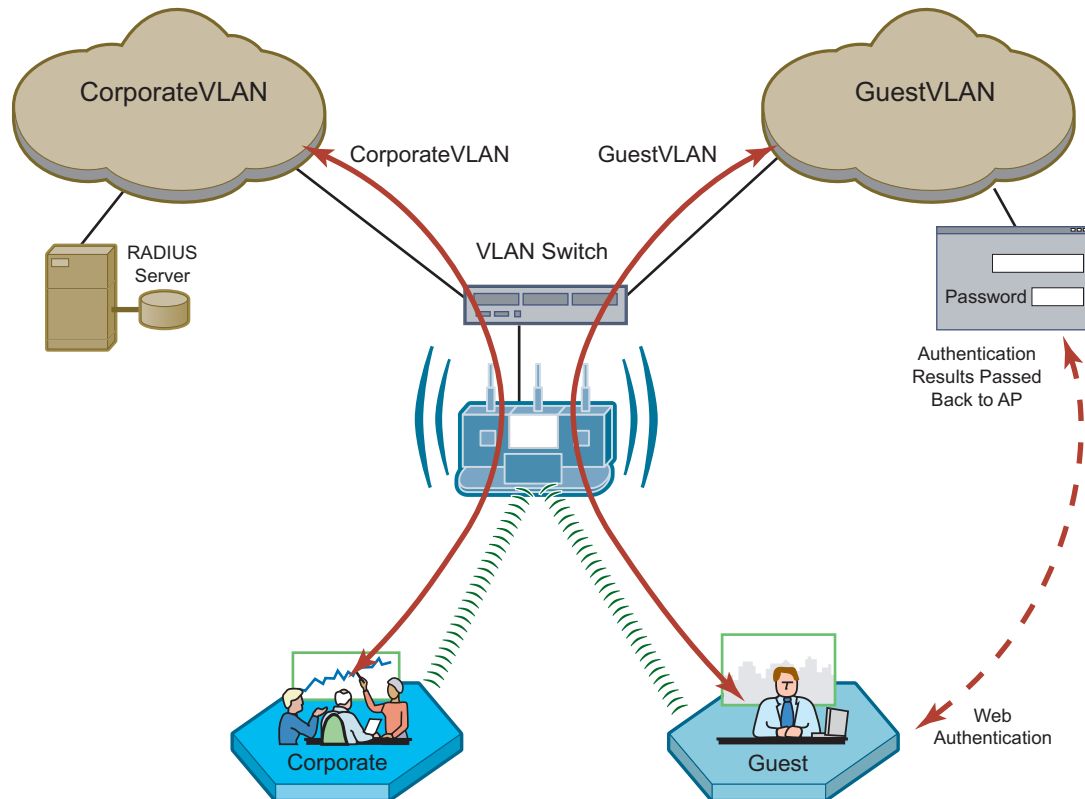 CorporateVLAN
GuestVLAN
CorporateVLAN
GuestVLAN
RADIUS
Server
VLAN Switch
Password
Authentication
Results Passed
Back to AP
Web
Authentication
Corporate
Guest